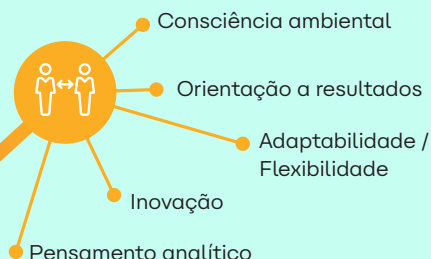 Consciência ambiental
Orientação a resultados
Adaptabilidade /
Flexibilidade
Inovação
Pensamento analítico